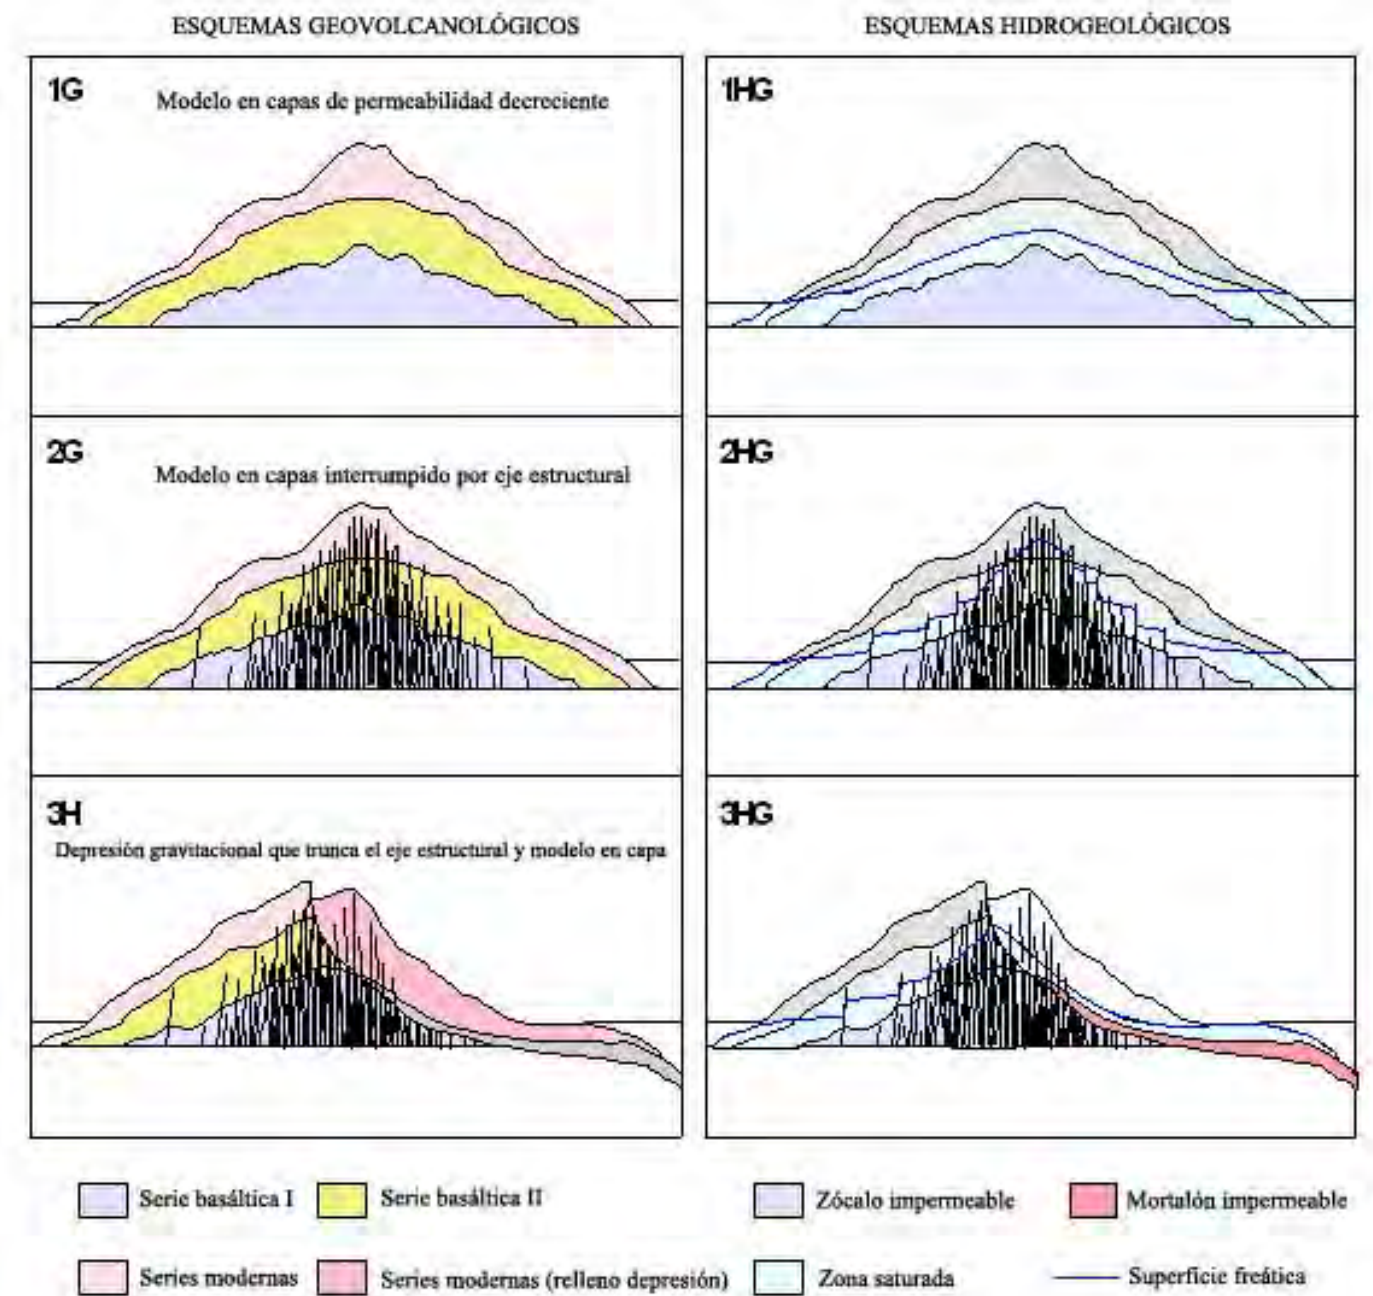 ESQUEMAS GEOVOLCANOLÓGICOS
ESQUEMAS HIDROGEOLÓGICOS
1G
Modelo en capas de permeabilidad decreciente
1HG
2G
Modelo en capas interrumpido por eje estructural
2HG
3H
Depresión gravitacional que trunca el eje estructural y modelo en capa
3HG
Serie basáltica I
Serie basáltica II
Zócalo impermeable
Mortalón impermeable
Series modernas
Series modernas (relleno depresión)
Zona saturada
Superficie freática